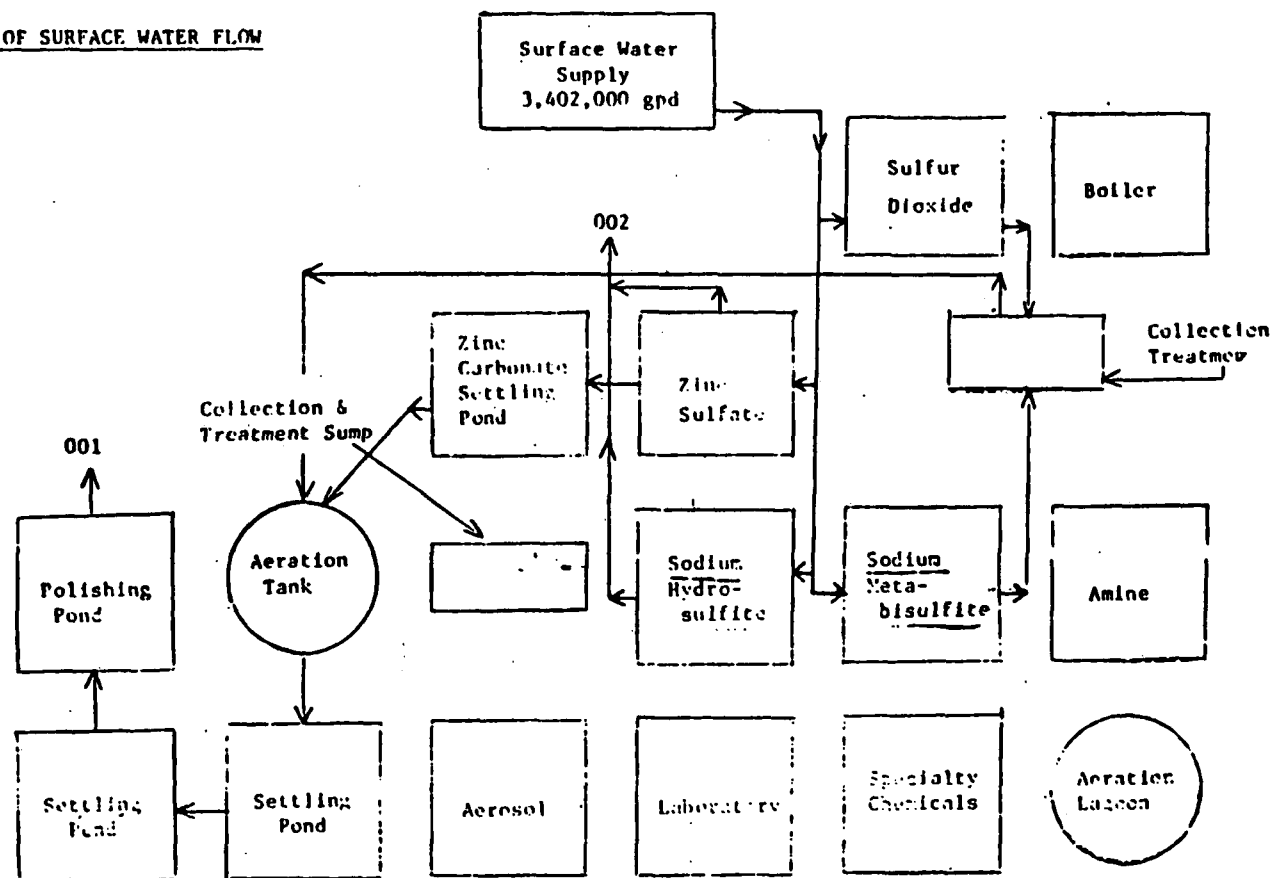 OF SURFACE WATER FLOW
Surface Water
Supply
3,402,000 gpd
Sulfur
Dioxide
Boiler
002
Collection
Treatmen
Zinc
Carbonate
Settling
Pond
Zinc
Sulfate
Collection &
Treatment Sump
001
Polishing
Pond
Aeration
Tank
Sodium
Hydro-
sulfite
Sodium
Meta-
bisulfite
Amine
Settling
Pond
Settling
Pond
Aerosol
Laboratory
Specialty
Chemicals
Aeration
Lagoon